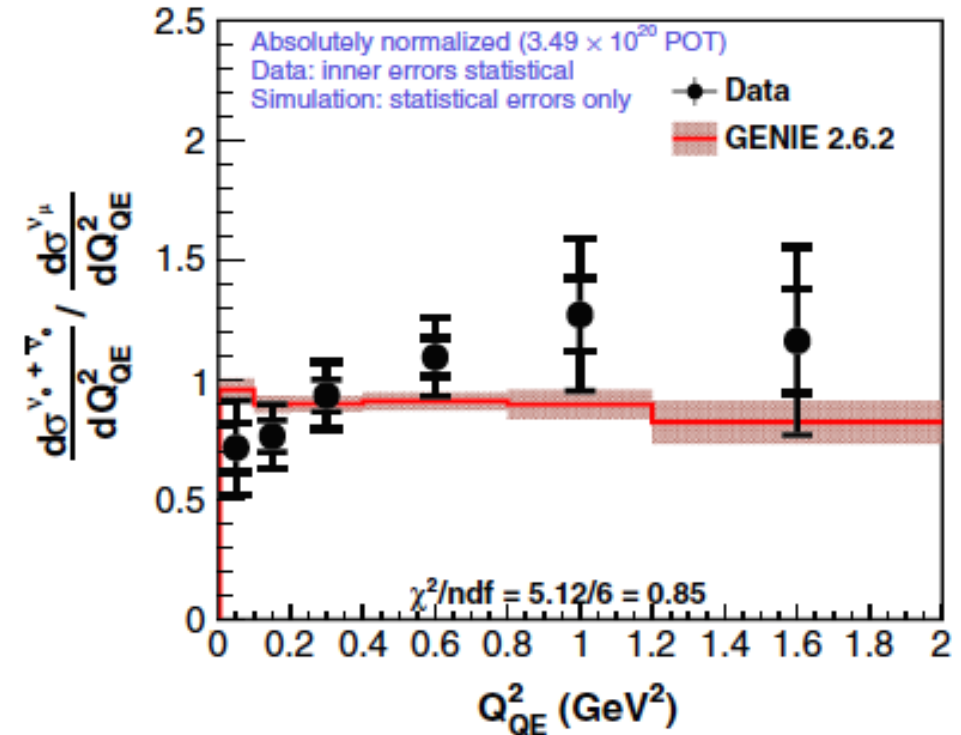 Absolutely normalized (3.49 × 10²⁰ POT)
Data: inner errors statistical
Simulation: statistical errors only
Data
GENIE 2.6.2
2.5
2
1.5
1
0.5
0
dσ^{νₑ + ν̄ₑ}/dQ²_QE / dσ^{ν_μ}/dQ²_QE
χ²/ndf = 5.12/6 = 0.85
0 0.2 0.4 0.6 0.8 1 1.2 1.4 1.6 1.8 2
Q²_QE (GeV²)